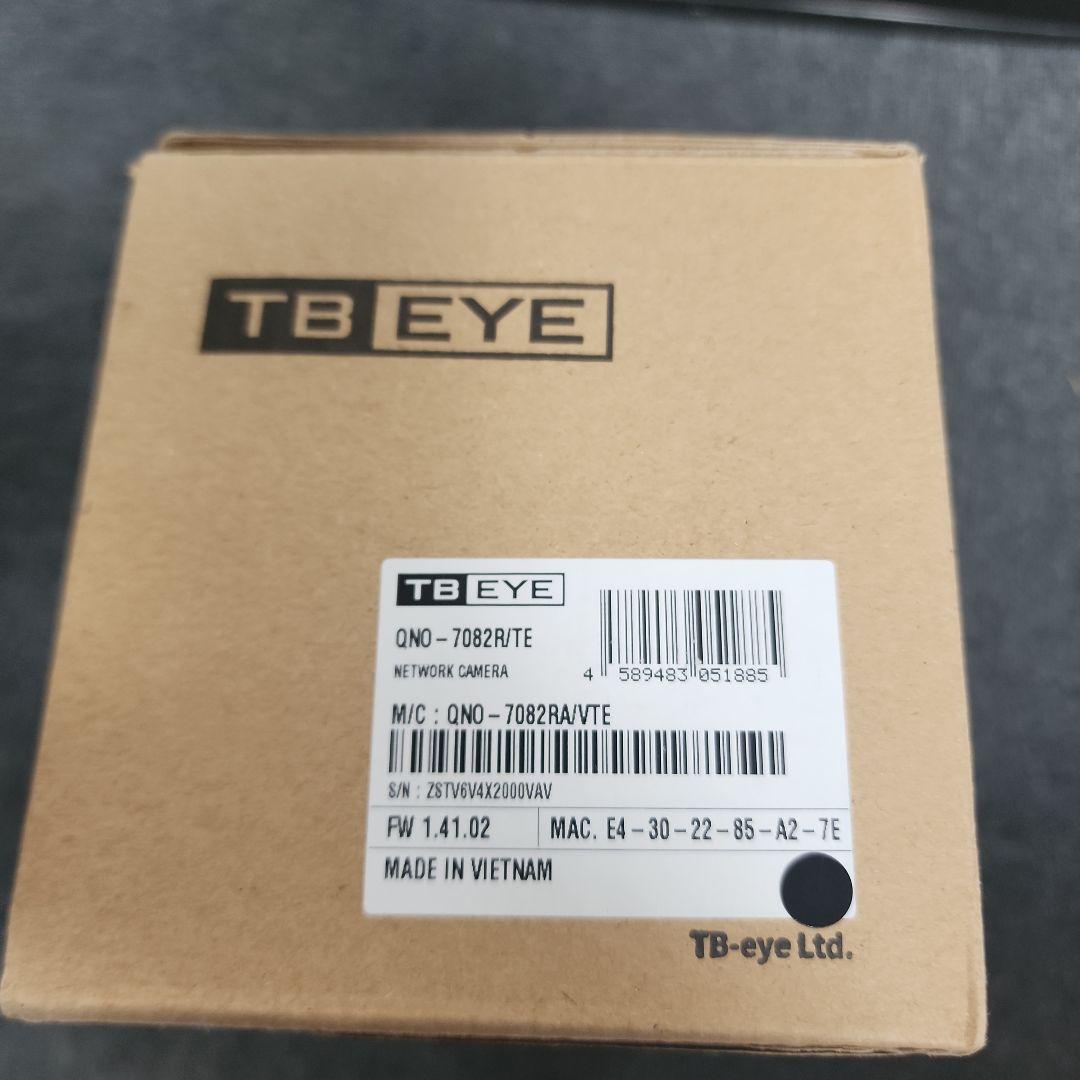 TB EYE
TB EYE
QNO-7082R/TE
NETWORK CAMERA
4 589483 051885
M/C : QNO-7082RA/VTE
S/N : ZSTV6V4X2000VAV
FW 1.41.02
MAC. E4-30-22-85-A2-7E
MADE IN VIETNAM
TB-eye Ltd.